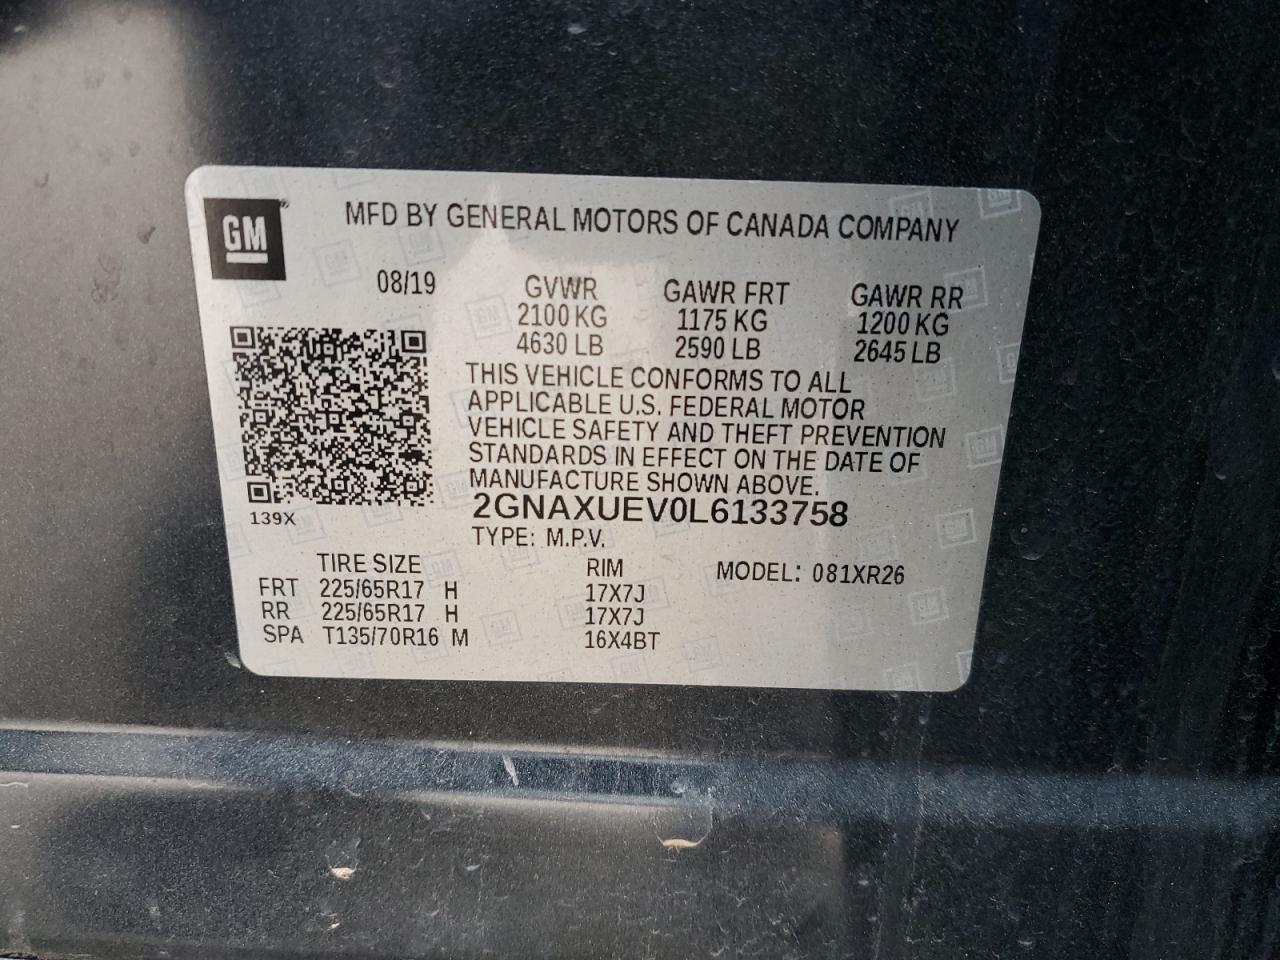 GM ®
MFD BY GENERAL MOTORS OF CANADA COMPANY
08/19
GVWR GAWR FRT GAWR RR
2100 KG 1175 KG 1200 KG
4630 LB 2590 LB 2645 LB
THIS VEHICLE CONFORMS TO ALL
APPLICABLE U.S. FEDERAL MOTOR
VEHICLE SAFETY AND THEFT PREVENTION
STANDARDS IN EFFECT ON THE DATE OF
MANUFACTURE SHOWN ABOVE.
2GNAXUEV0L6133758
139X
TYPE: M.P.V.
TIRE SIZE RIM MODEL: 081XR26
FRT 225/65R17 H 17X7J
RR 225/65R17 H 17X7J
SPA T135/70R16 M 16X4BT